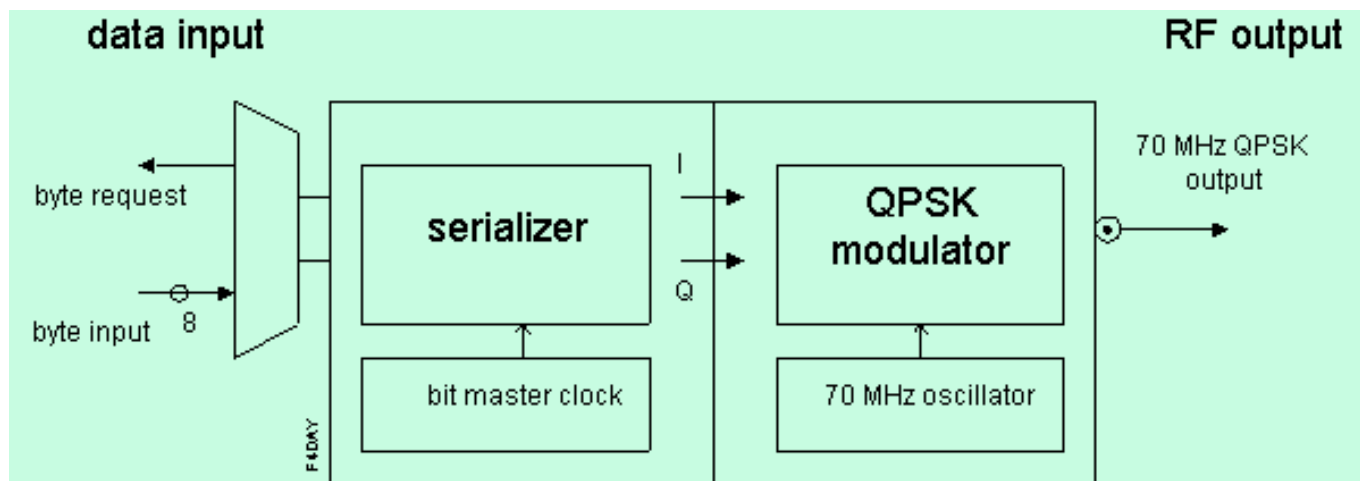 data input
RF output
byte request
byte input
8
serializer
bit master clock
F4DAY
I
Q
QPSK
modulator
70 MHz oscillator
70 MHz QPSK
output